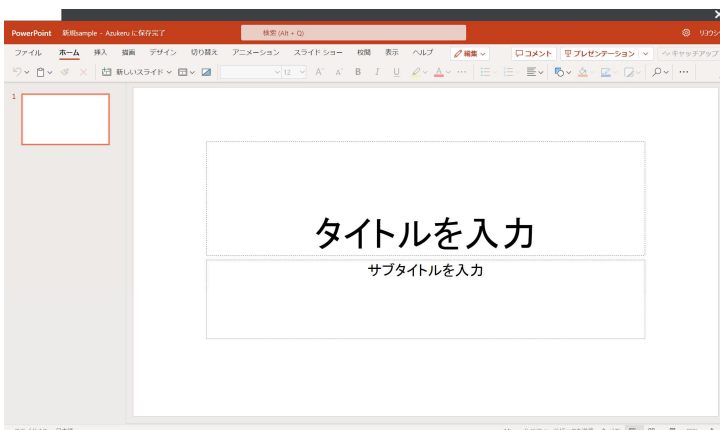 PowerPoint 新規sample - Azukeru に保存完了 検索 (Alt + Q)
ファイル ホーム 挿入 描画 デザイン 切り替え アニメーション スライド ショー 校閲 表示 ヘルプ 編集 コメント プレゼンテーション キャッチアップ
新しいスライド 12 A A B I U A
1
タイトルを入力
サブタイトルを入力